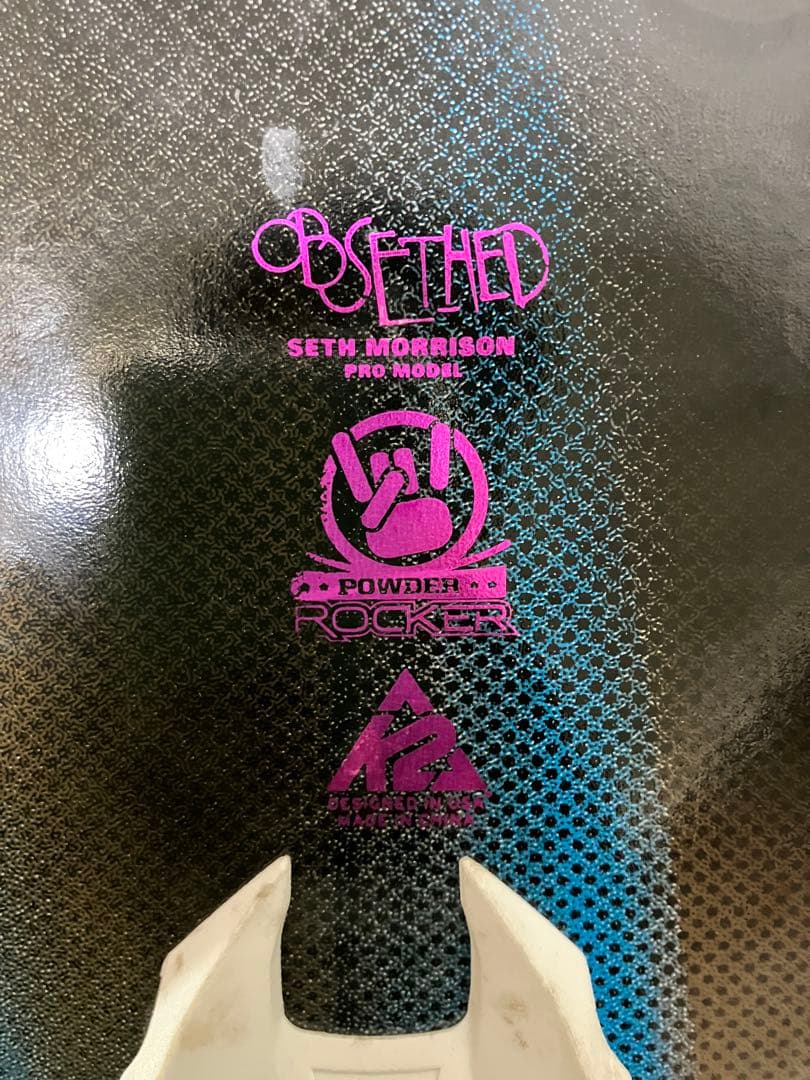 OBSETHED
SETH MORRISON
PRO MODEL
POWDER
ROCKER
K2
DESIGNED IN USA
MADE IN CHINA